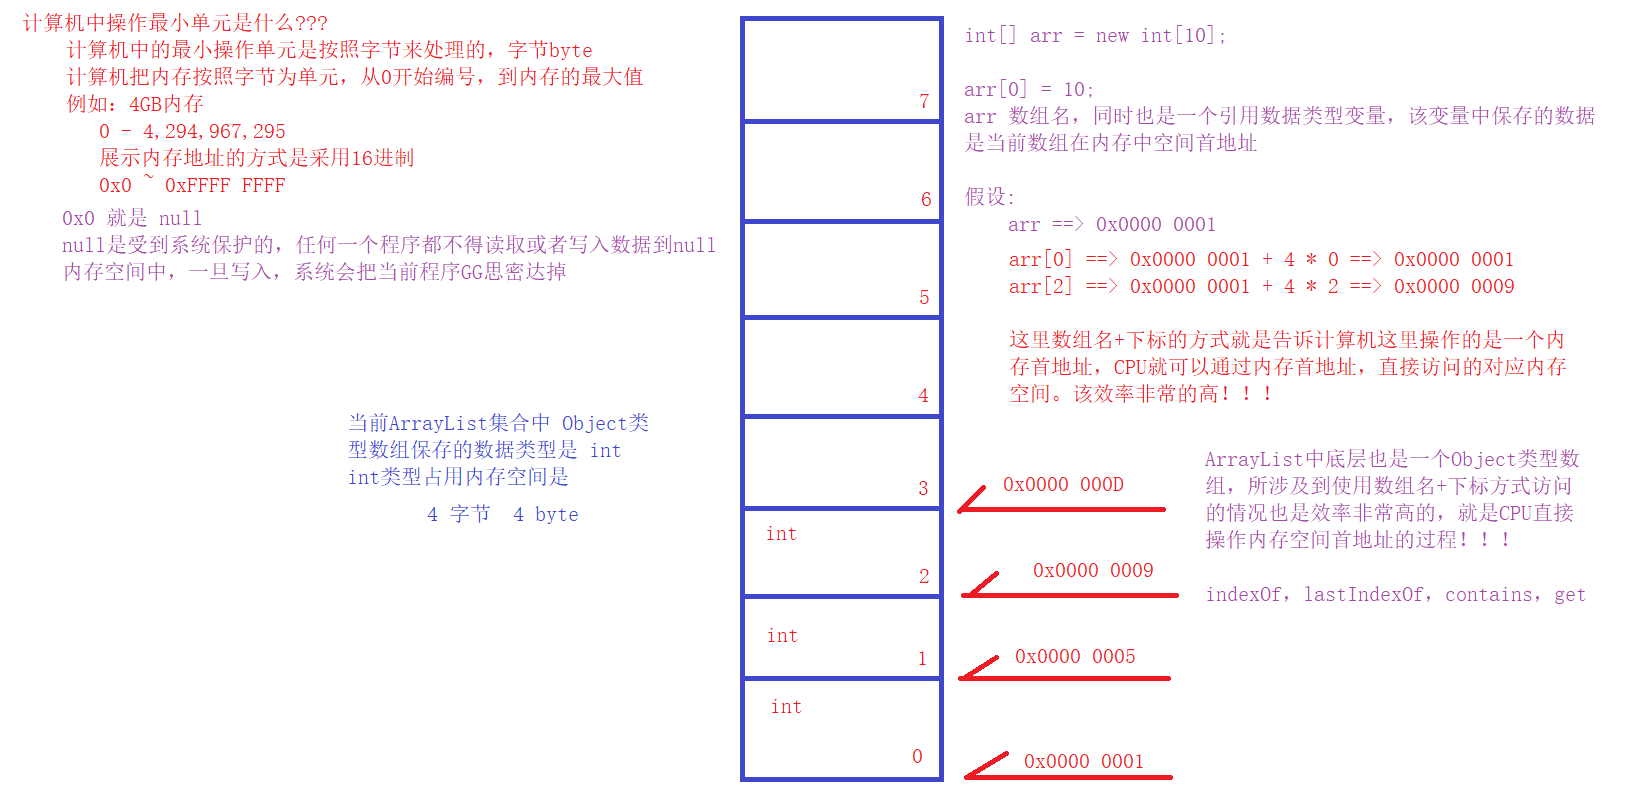 计算机中操作最小单元是什么???
计算机中的最小操作单元是按照字节来处理的，字节byte
计算机把内存按照字节为单元，从0开始编号，到内存的最大值
例如：4GB内存
0 - 4,294,967,295
展示内存地址的方式是采用16进制
0x0 ~ 0xFFFF FFFF
0x0 就是 null
null是受到系统保护的，任何一个程序都不得读取或者写入数据到null
内存空间中，一旦写入，系统会把当前程序GG思密达掉
当前ArrayList集合中 Object类
型数组保存的数据类型是 int
int类型占用内存空间是
4 字节  4 byte
7
6
5
4
3
int
2
int
1
int
0
int[] arr = new int[10];
arr[0] = 10;
arr 数组名，同时也是一个引用数据类型变量，该变量中保存的数据
是当前数组在内存中空间首地址
假设:
arr ==> 0x0000 0001
arr[0] ==> 0x0000 0001 + 4 * 0 ==> 0x0000 0001
arr[2] ==> 0x0000 0001 + 4 * 2 ==> 0x0000 0009
这里数组名+下标的方式就是告诉计算机这里操作的是一个内
存首地址，CPU就可以通过内存首地址，直接访问的对应内存
空间。该效率非常的高！！！
0x0000 000D
0x0000 0009
0x0000 0005
0x0000 0001
ArrayList中底层也是一个Object类型数
组，所涉及到使用数组名+下标方式访问
的情况也是效率非常高的，就是CPU直接
操作内存空间首地址的过程！！！
indexOf，lastIndexOf，contains，get